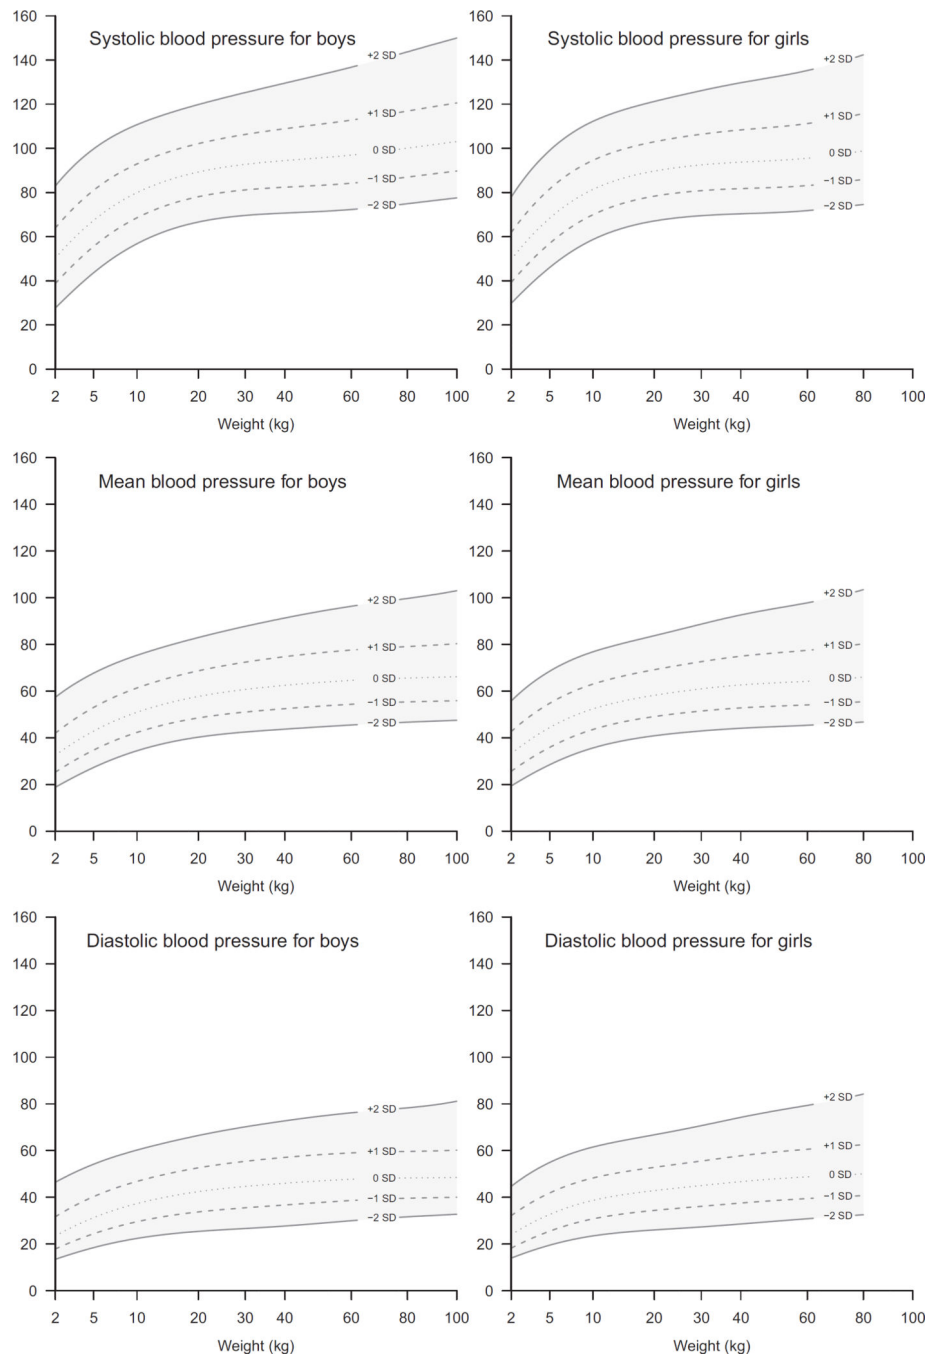 Systolic blood pressure for boys
160
140
120
100
80
60
40
20
0
+2 SD
+1 SD
0 SD
−1 SD
−2 SD
2 5 10 20 30 40 60 80 100
Weight (kg)
Systolic blood pressure for girls
160
140
120
100
80
60
40
20
0
+2 SD
+1 SD
0 SD
−1 SD
−2 SD
2 5 10 20 30 40 60 80 100
Weight (kg)
Mean blood pressure for boys
160
140
120
100
80
60
40
20
0
+2 SD
+1 SD
0 SD
−1 SD
−2 SD
2 5 10 20 30 40 60 80 100
Weight (kg)
Mean blood pressure for girls
160
140
120
100
80
60
40
20
0
+2 SD
+1 SD
0 SD
−1 SD
−2 SD
2 5 10 20 30 40 60 80 100
Weight (kg)
Diastolic blood pressure for boys
160
140
120
100
80
60
40
20
0
+2 SD
+1 SD
0 SD
−1 SD
−2 SD
2 5 10 20 30 40 60 80 100
Weight (kg)
Diastolic blood pressure for girls
160
140
120
100
80
60
40
20
0
+2 SD
+1 SD
0 SD
−1 SD
−2 SD
2 5 10 20 30 40 60 80 100
Weight (kg)